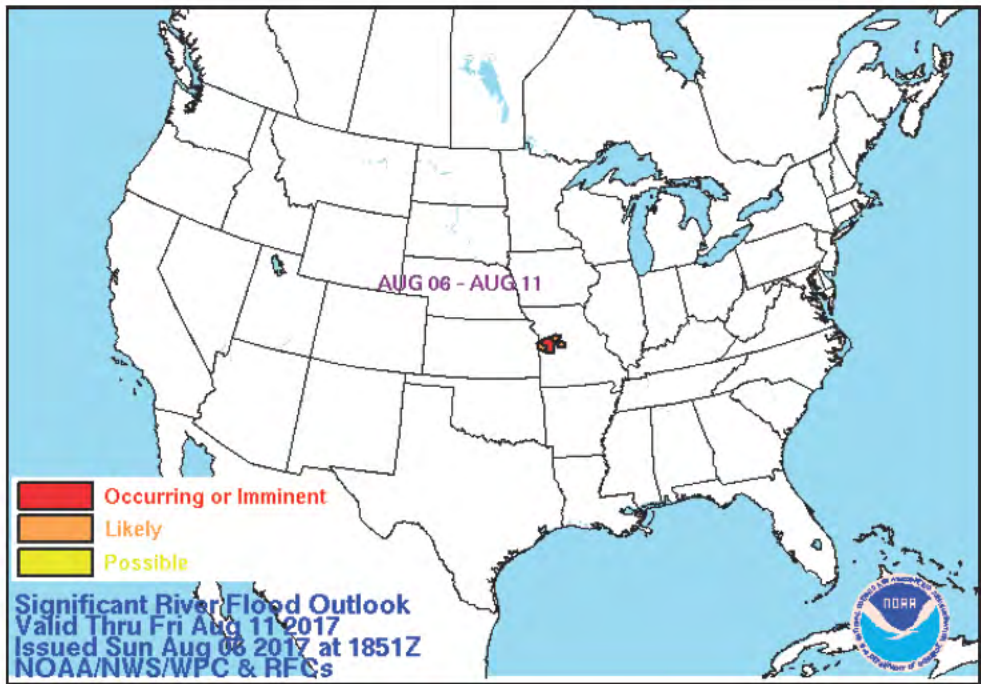 AUG 06 - AUG 11
Occurring or Imminent
Likely
Possible
Significant River Flood Outlook
Valid Thru Fri Aug 11 2017
Issued Sun Aug 06 2017 at 1851Z
NOAA/NWS/WPC & RFCs
NOAA